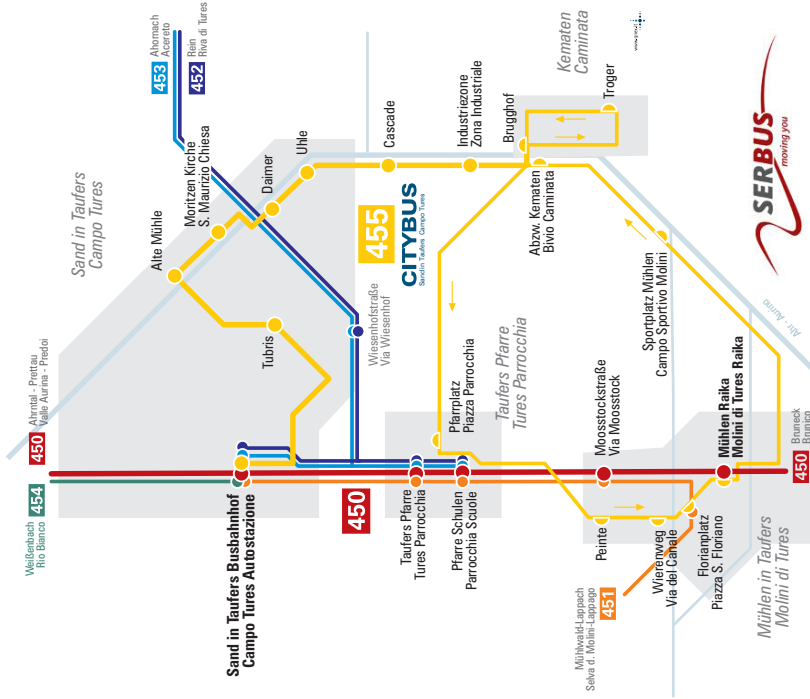 Weißenbach
Rio Bianco
454
450
Ahrntal - Prettau
Valle Aurina - Predoi
Sand in Taufers
Campo Tures
453
Ahornach
Acereto
452
Rein
Riva di Tures
Alte Mühle
Moritzen Kirche
S. Maurizio Chiesa
Daimer
Uhle
Tubris
Cascade
Industriezone
Zona Industriale
Brugghof
Kematen
Caminata
Troger
455
CITYBUS
Sand in Taufers Campo Tures
Wiesenhofstraße
Via Wiesenhof
Abzw. Kematen
Bivio Caminata
Sand in Taufers Busbahnhof
Campo Tures Autostazione
450
Taufers Pfarre
Tures Parrocchia
Pfarre Schulen
Parrocchia Scuole
Pfarrplatz
Piazza Parrocchia
Taufers Pfarre
Tures Parrocchia
Moosstockstraße
Via Moosstock
Sportplatz Mühlen
Campo Sportivo Molini
Ahr - Aurino
Mühlen Raika
Molini di Tures Raika
Peinte
Wierenweg
Via del Canale
Florianplatz
Piazza S. Floriano
Mühlwald-Lappach
Selva d. Molini-Lappago
451
Mühlen in Taufers
Molini di Tures
450
Bruneck
Brunico
SERBUS
moving you